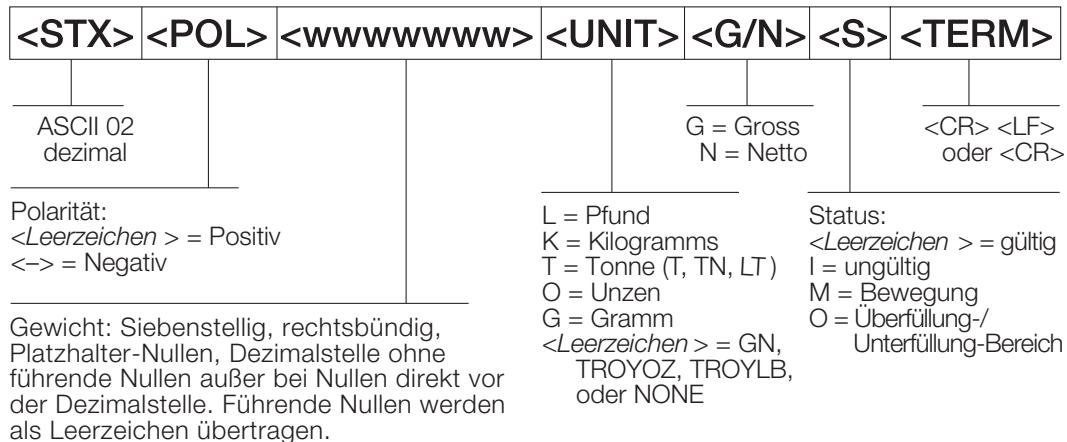 <STX> <POL> <wwwwwww> <UNIT> <G/N> <S> <TERM>
ASCII 02
dezimal
G = Gross
N = Netto
<CR> <LF>
oder <CR>
Polarität:
<Leerzeichen > = Positiv
<–> = Negativ
L = Pfund
K = Kilogramms
T = Tonne (T, TN, LT )
O = Unzen
G = Gramm
<Leerzeichen > = GN,
TROYOZ, TROYLB,
oder NONE
Status:
<Leerzeichen > = gültig
I = ungültig
M = Bewegung
O = Überfüllung-/
Unterfüllung-Bereich
Gewicht: Siebenstellig, rechtsbündig,
Platzhalter-Nullen, Dezimalstelle ohne
führende Nullen außer bei Nullen direkt vor
der Dezimalstelle. Führende Nullen werden
als Leerzeichen übertragen.